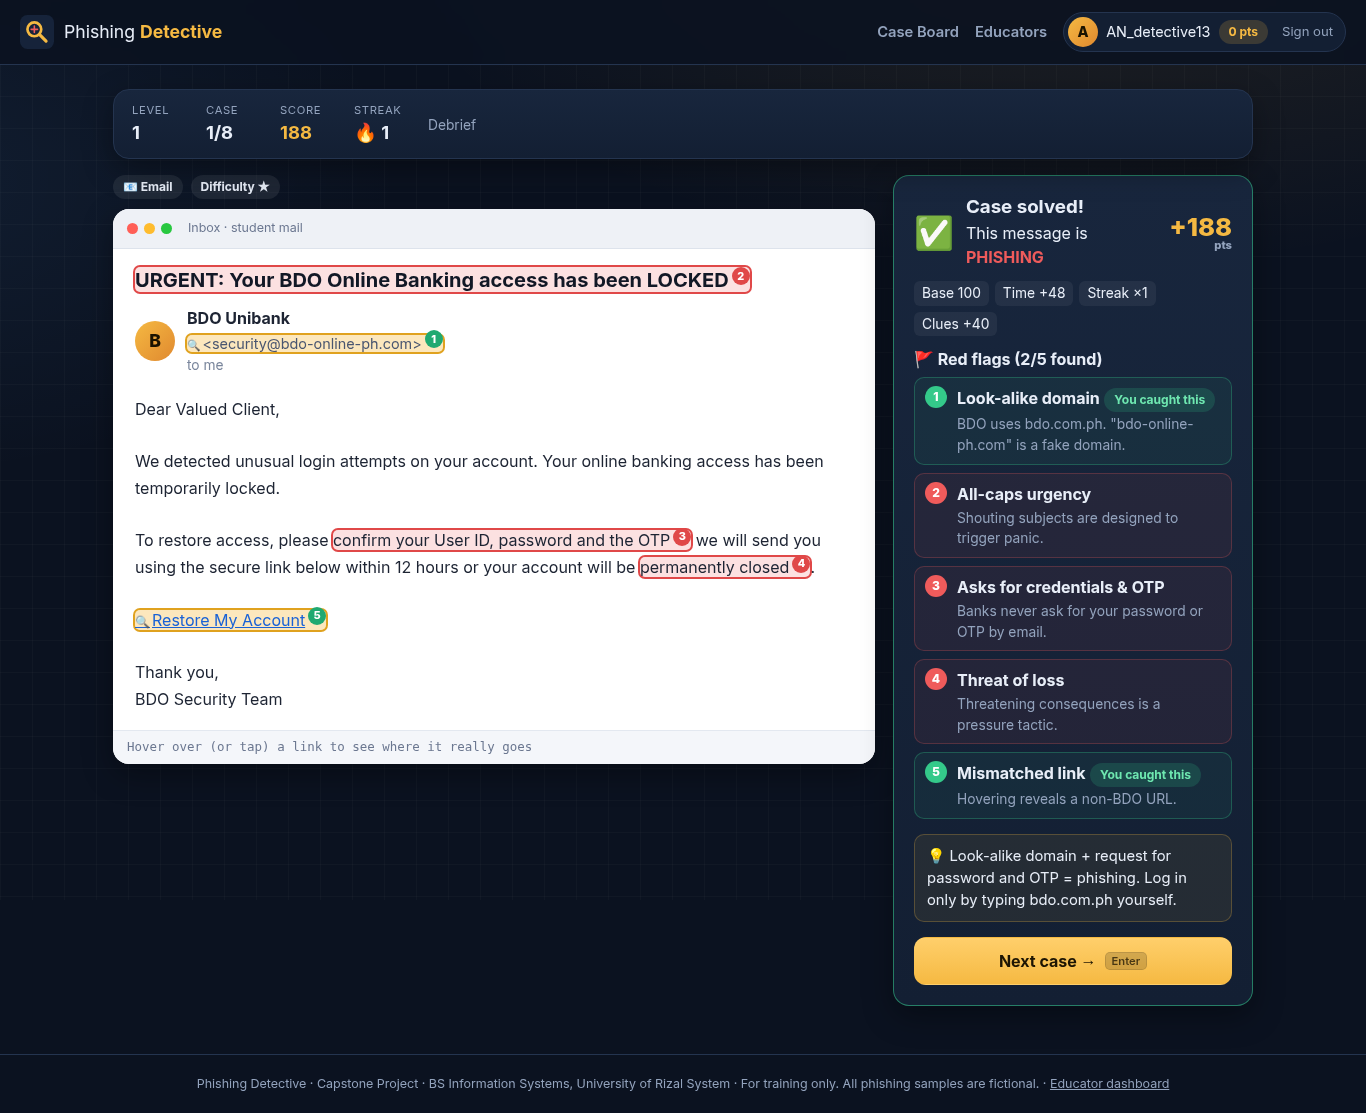 Phishing Detective
Case Board
Educators
A
AN_detective13
0 pts
Sign out
LEVEL
1
CASE
1/8
SCORE
188
STREAK
🔥 1
Debrief
📧 Email
Difficulty ★
Inbox · student mail
URGENT: Your BDO Online Banking access has been LOCKED 2
B
BDO Unibank
🔍 <security@bdo-online-ph.com> 1
to me
Dear Valued Client,
We detected unusual login attempts on your account. Your online banking access has been
temporarily locked.
To restore access, please confirm your User ID, password and the OTP 3 we will send you
using the secure link below within 12 hours or your account will be permanently closed 4.
🔍 Restore My Account 5
Thank you,
BDO Security Team
Hover over (or tap) a link to see where it really goes
✅
Case solved!
This message is
PHISHING
+188
pts
Base 100
Time +48
Streak ×1
Clues +40
🚩 Red flags (2/5 found)
1 Look-alike domain You caught this
BDO uses bdo.com.ph. "bdo-online-
ph.com" is a fake domain.
2 All-caps urgency
Shouting subjects are designed to
trigger panic.
3 Asks for credentials & OTP
Banks never ask for your password or
OTP by email.
4 Threat of loss
Threatening consequences is a
pressure tactic.
5 Mismatched link You caught this
Hovering reveals a non-BDO URL.
💡 Look-alike domain + request for
password and OTP = phishing. Log in
only by typing bdo.com.ph yourself.
Next case → Enter
Phishing Detective · Capstone Project · BS Information Systems, University of Rizal System · For training only. All phishing samples are fictional. · Educator dashboard